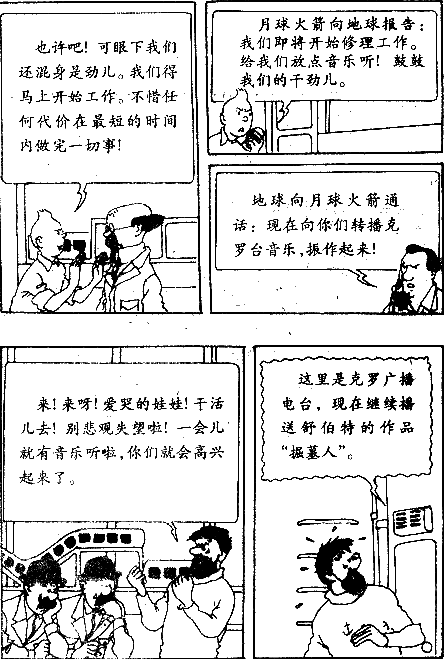 也许吧！可眼下我们
还混身是劲儿。我们得
马上开始工作。不惜任
何代价在最短的时间
内做完一切事！
月球火箭向地球报告：
我们即将开始修理工作。
给我们放点音乐听！鼓鼓
我们的干劲儿。
地球向月球火箭通
话：现在向你们转播克
罗台音乐，振作起来！
来！来呀！爱哭的娃娃！干活
儿去！别悲观失望啦！一会儿
就有音乐听啦，你们就会高兴
起来了。
这里是克罗广播
电台，现在继续播
送舒伯特的作品
“掘墓人”。